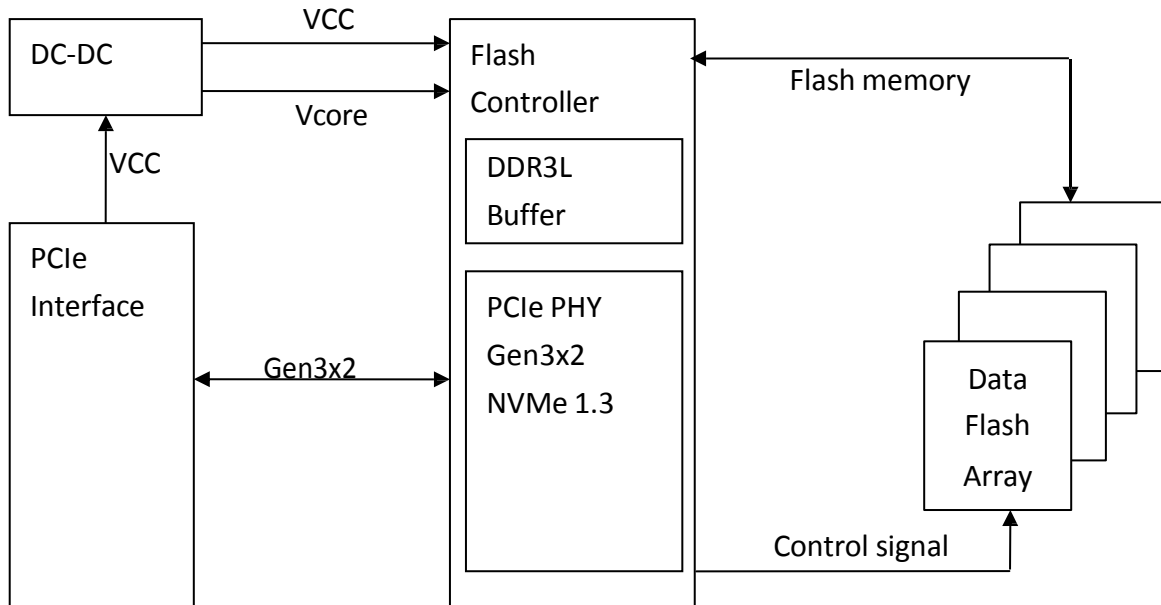 VCC
DC-DC
Flash
Controller
Flash memory
Vcore
VCC
DDR3L
Buffer
PCIe
Interface
PCIe PHY
Gen3x2
NVMe 1.3
Gen3x2
Data
Flash
Array
Control signal